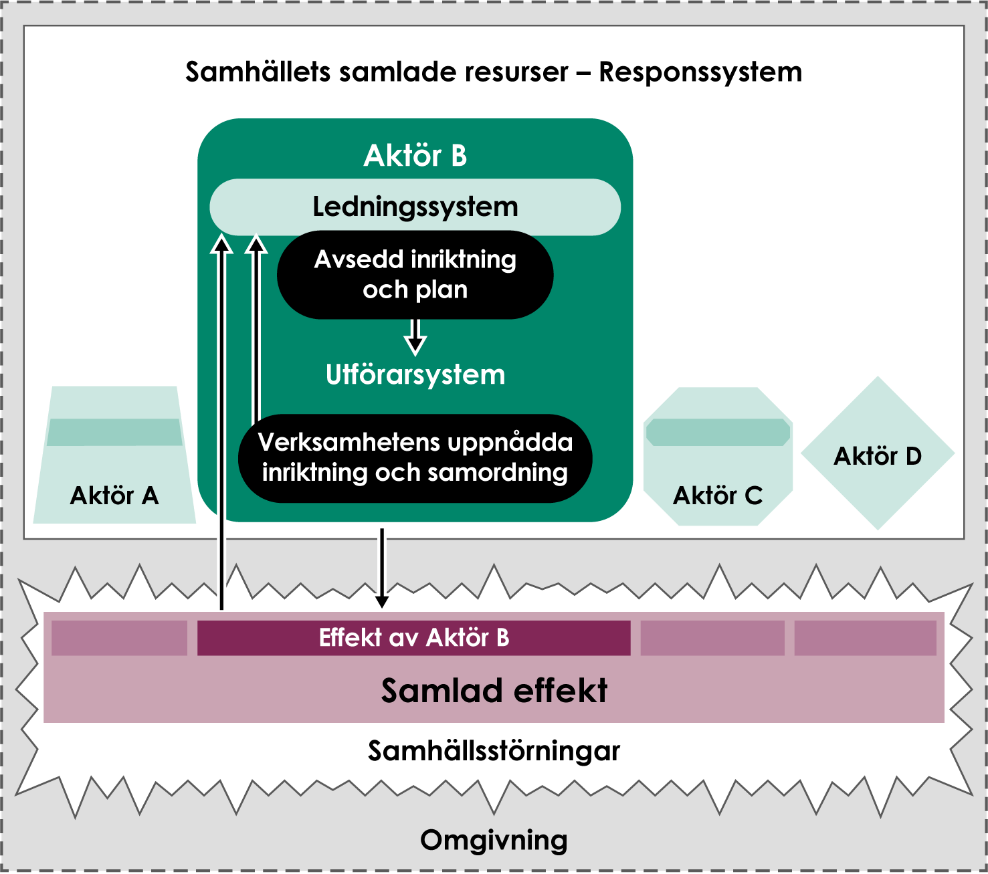 Samhällets samlade resurser – Responssystem
Aktör B
Ledningssystem
Avsedd inriktning
och plan
Utförarsystem
Verksamhetens uppnådda
inriktning och samordning
Aktör A
Aktör C
Aktör D
Effekt av Aktör B
Samlad effekt
Samhällsstörningar
Omgivning